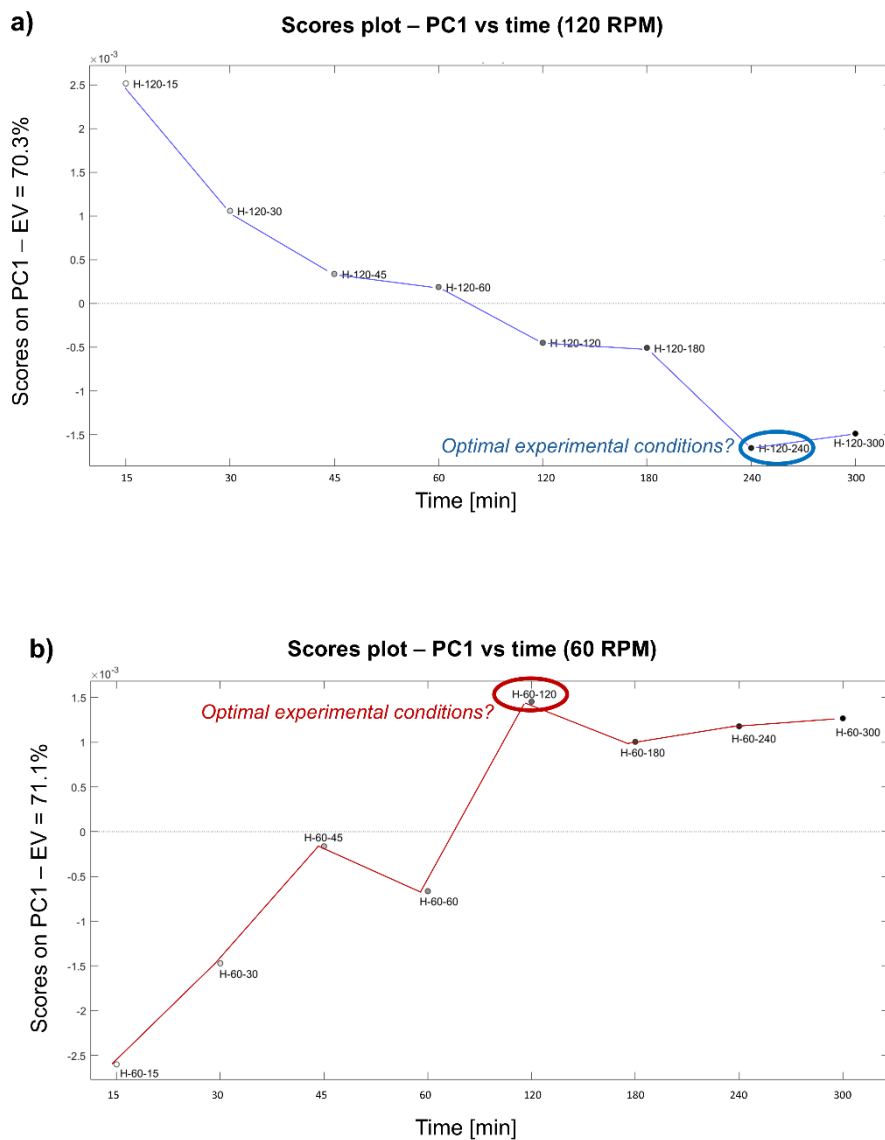 a)
Scores plot – PC1 vs time (120 RPM)
×10⁻³
Scores on PC1 – EV = 70.3%
2.5
2
1.5
1
0.5
0
-0.5
-1
-1.5
H-120-15
H-120-30
H-120-45
H-120-60
H-120-120
H-120-180
H-120-240
H-120-300
Optimal experimental conditions?
15 30 45 60 120 180 240 300
Time [min]
b)
Scores plot – PC1 vs time (60 RPM)
×10⁻³
Scores on PC1 – EV = 71.1%
1.5
1
0.5
0
-0.5
-1
-1.5
-2
-2.5
H-60-15
H-60-30
H-60-45
H-60-60
H-60-120
H-60-180
H-60-240
H-60-300
Optimal experimental conditions?
15 30 45 60 120 180 240 300
Time [min]